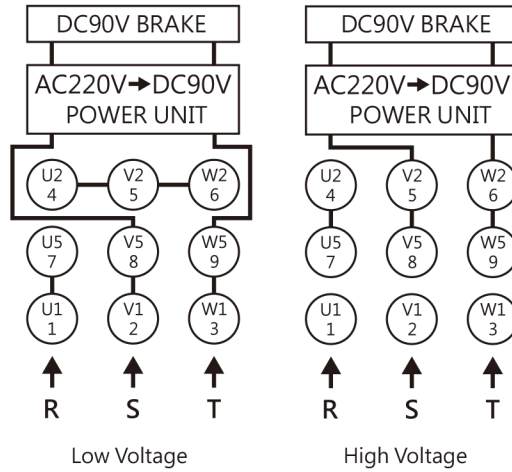 DC90V BRAKE
AC220V→DC90V
POWER UNIT
U2 V2 W2
4 5 6
U5 V5 W5
7 8 9
U1 V1 W1
1 2 3
R S T
Low Voltage
DC90V BRAKE
AC220V→DC90V
POWER UNIT
U2 V2 W2
4 5 6
U5 V5 W5
7 8 9
U1 V1 W1
1 2 3
R S T
High Voltage